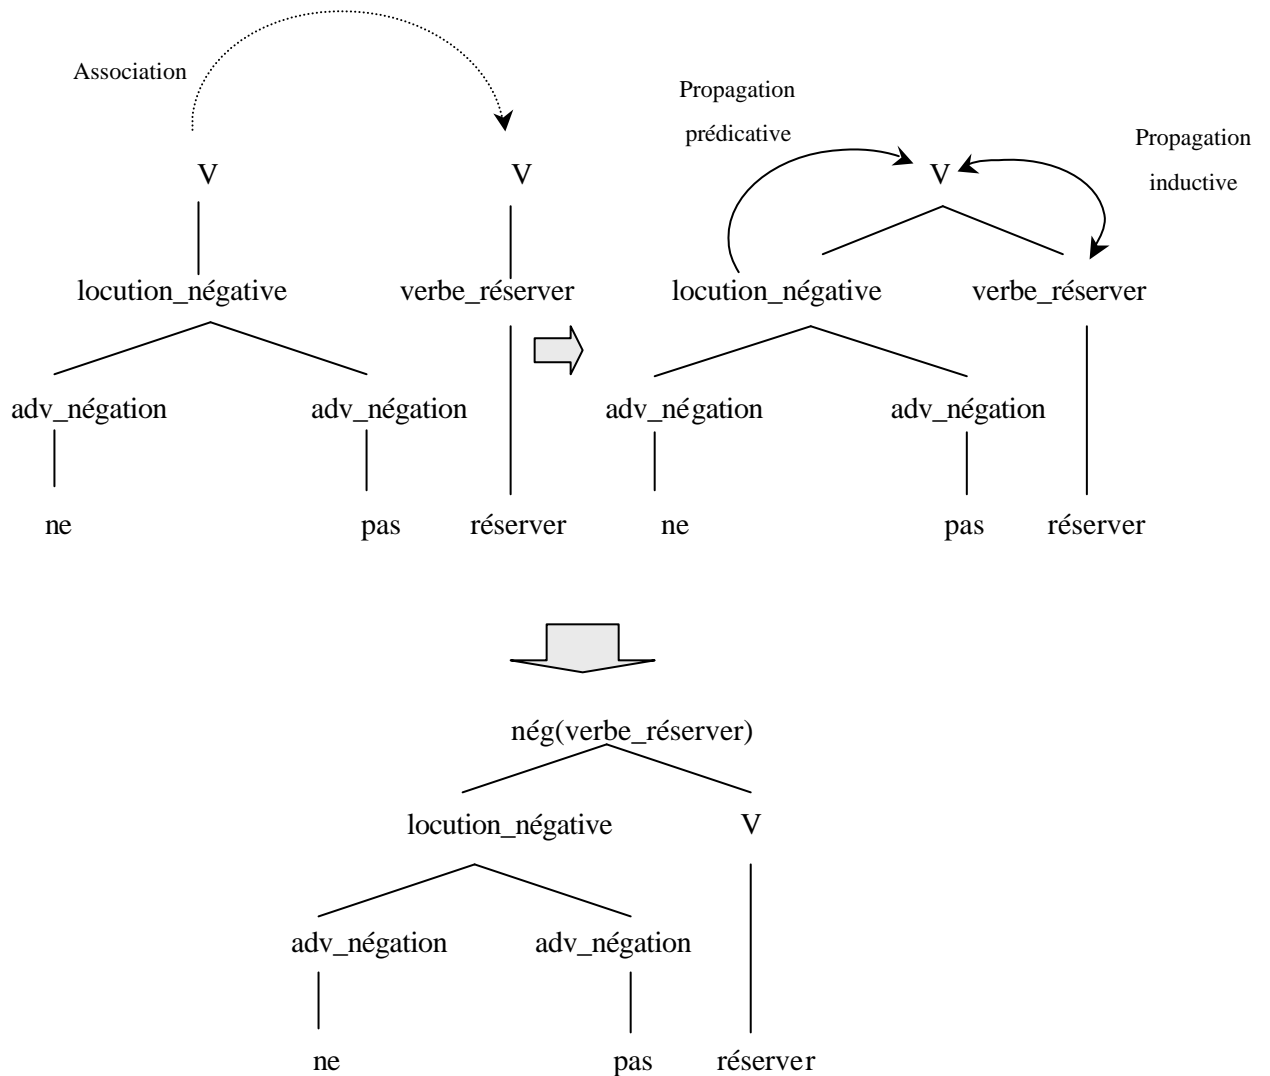 Association
Propagation
prédicative
Propagation
inductive
V V V
locution_négative verbe_réserver locution_négative verbe_réserver
adv_négation adv_négation adv_négation adv_négation
ne pas réserver ne pas réserver
nég(verbe_réserver)
locution_négative V
adv_négation adv_négation
ne pas réserver